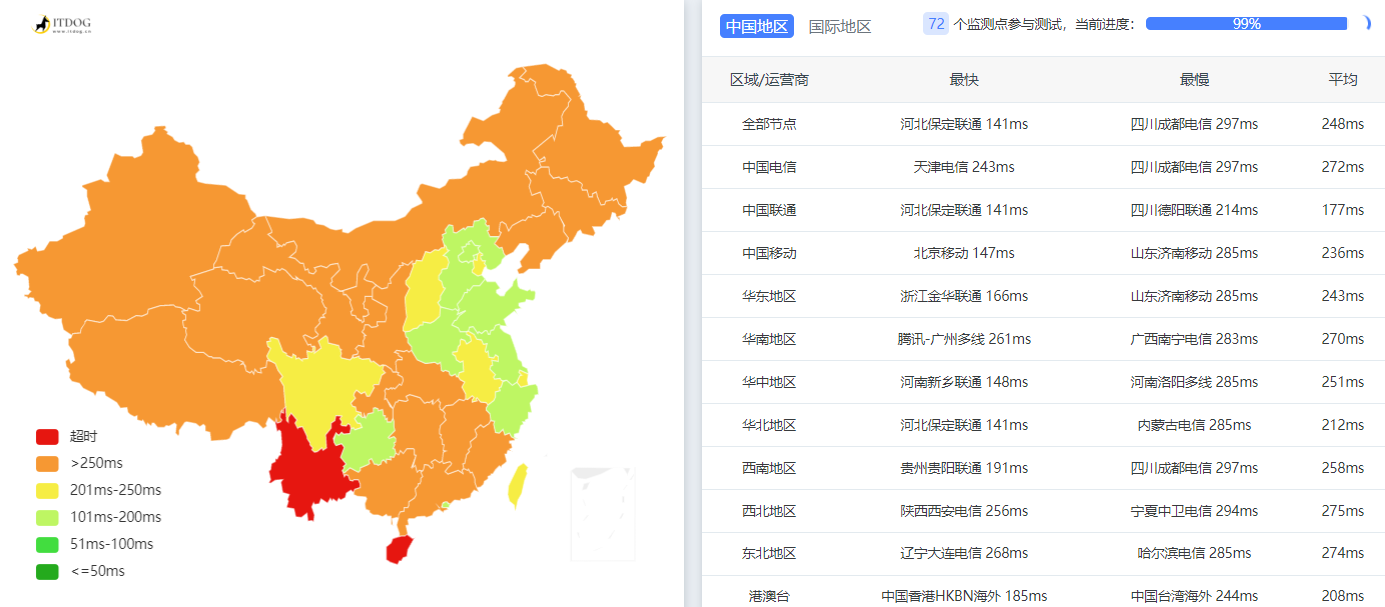 ITDOG
www.itdog.cn
超时
>250ms
201ms-250ms
101ms-200ms
51ms-100ms
<=50ms
中国地区 国际地区 72 个监测点参与测试，当前进度： 99%
区域/运营商 最快 最慢 平均
全部节点 河北保定联通 141ms 四川成都电信 297ms 248ms
中国电信 天津电信 243ms 四川成都电信 297ms 272ms
中国联通 河北保定联通 141ms 四川德阳联通 214ms 177ms
中国移动 北京移动 147ms 山东济南移动 285ms 236ms
华东地区 浙江金华联通 166ms 山东济南移动 285ms 243ms
华南地区 腾讯-广州多线 261ms 广西南宁电信 283ms 270ms
华中地区 河南新乡联通 148ms 河南洛阳多线 285ms 251ms
华北地区 河北保定联通 141ms 内蒙古电信 285ms 212ms
西南地区 贵州贵阳联通 191ms 四川成都电信 297ms 258ms
西北地区 陕西西安电信 256ms 宁夏中卫电信 294ms 275ms
东北地区 辽宁大连电信 268ms 哈尔滨电信 285ms 274ms
港澳台 中国香港HKBN海外 185ms 中国台湾海外 244ms 208ms